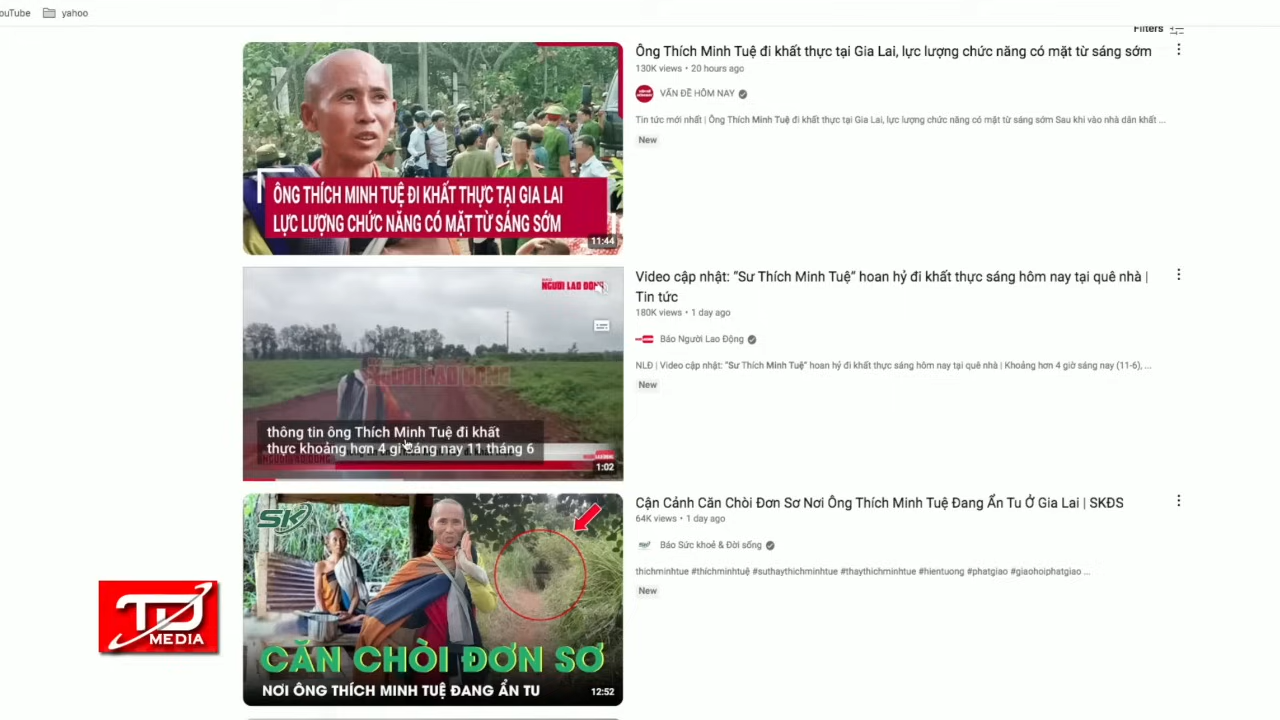 ouTube yahoo
Filters
ÔNG THÍCH MINH TUỆ ĐI KHẤT THỰC TẠI GIA LAI
LỰC LƯỢNG CHỨC NĂNG CÓ MẶT TỪ SÁNG SỚM
11:44
Ông Thích Minh Tuệ đi khất thực tại Gia Lai, lực lượng chức năng có mặt từ sáng sớm
130K views • 20 hours ago
VẤN ĐỀ HÔM NAY
Tin tức mới nhất | Ông Thích Minh Tuệ đi khất thực tại Gia Lai, lực lượng chức năng có mặt từ sáng sớm Sau khi vào nhà dân khất ...
New
NGƯỜI LAO ĐỘNG
NGƯỜI LAO ĐỘNG
thông tin ông Thích Minh Tuệ đi khất
thực khoảng hơn 4 giờ sáng nay 11 tháng 6
1:02
Video cập nhật: “Sư Thích Minh Tuệ” hoan hỷ đi khất thực sáng hôm nay tại quê nhà |
Tin tức
180K views • 1 day ago
Báo Người Lao Động
NLĐ | Video cập nhật: “Sư Thích Minh Tuệ” hoan hỷ đi khất thực sáng hôm nay tại quê nhà | Khoảng hơn 4 giờ sáng nay (11-6), ...
New
SK
CĂN CHÒI ĐƠN SƠ
NƠI ÔNG THÍCH MINH TUỆ ĐANG ẨN TU
12:52
Cận Cảnh Căn Chòi Đơn Sơ Nơi Ông Thích Minh Tuệ Đang Ẩn Tu Ở Gia Lai | SKĐS
64K views • 1 day ago
Báo Sức khoẻ & Đời sống
thichminhtue #thíchminhtuệ #suthaythichminhtue #thaythichminhtue #hientuong #phatgiao #giaohoiphatgiao ...
New
TD
MEDIA